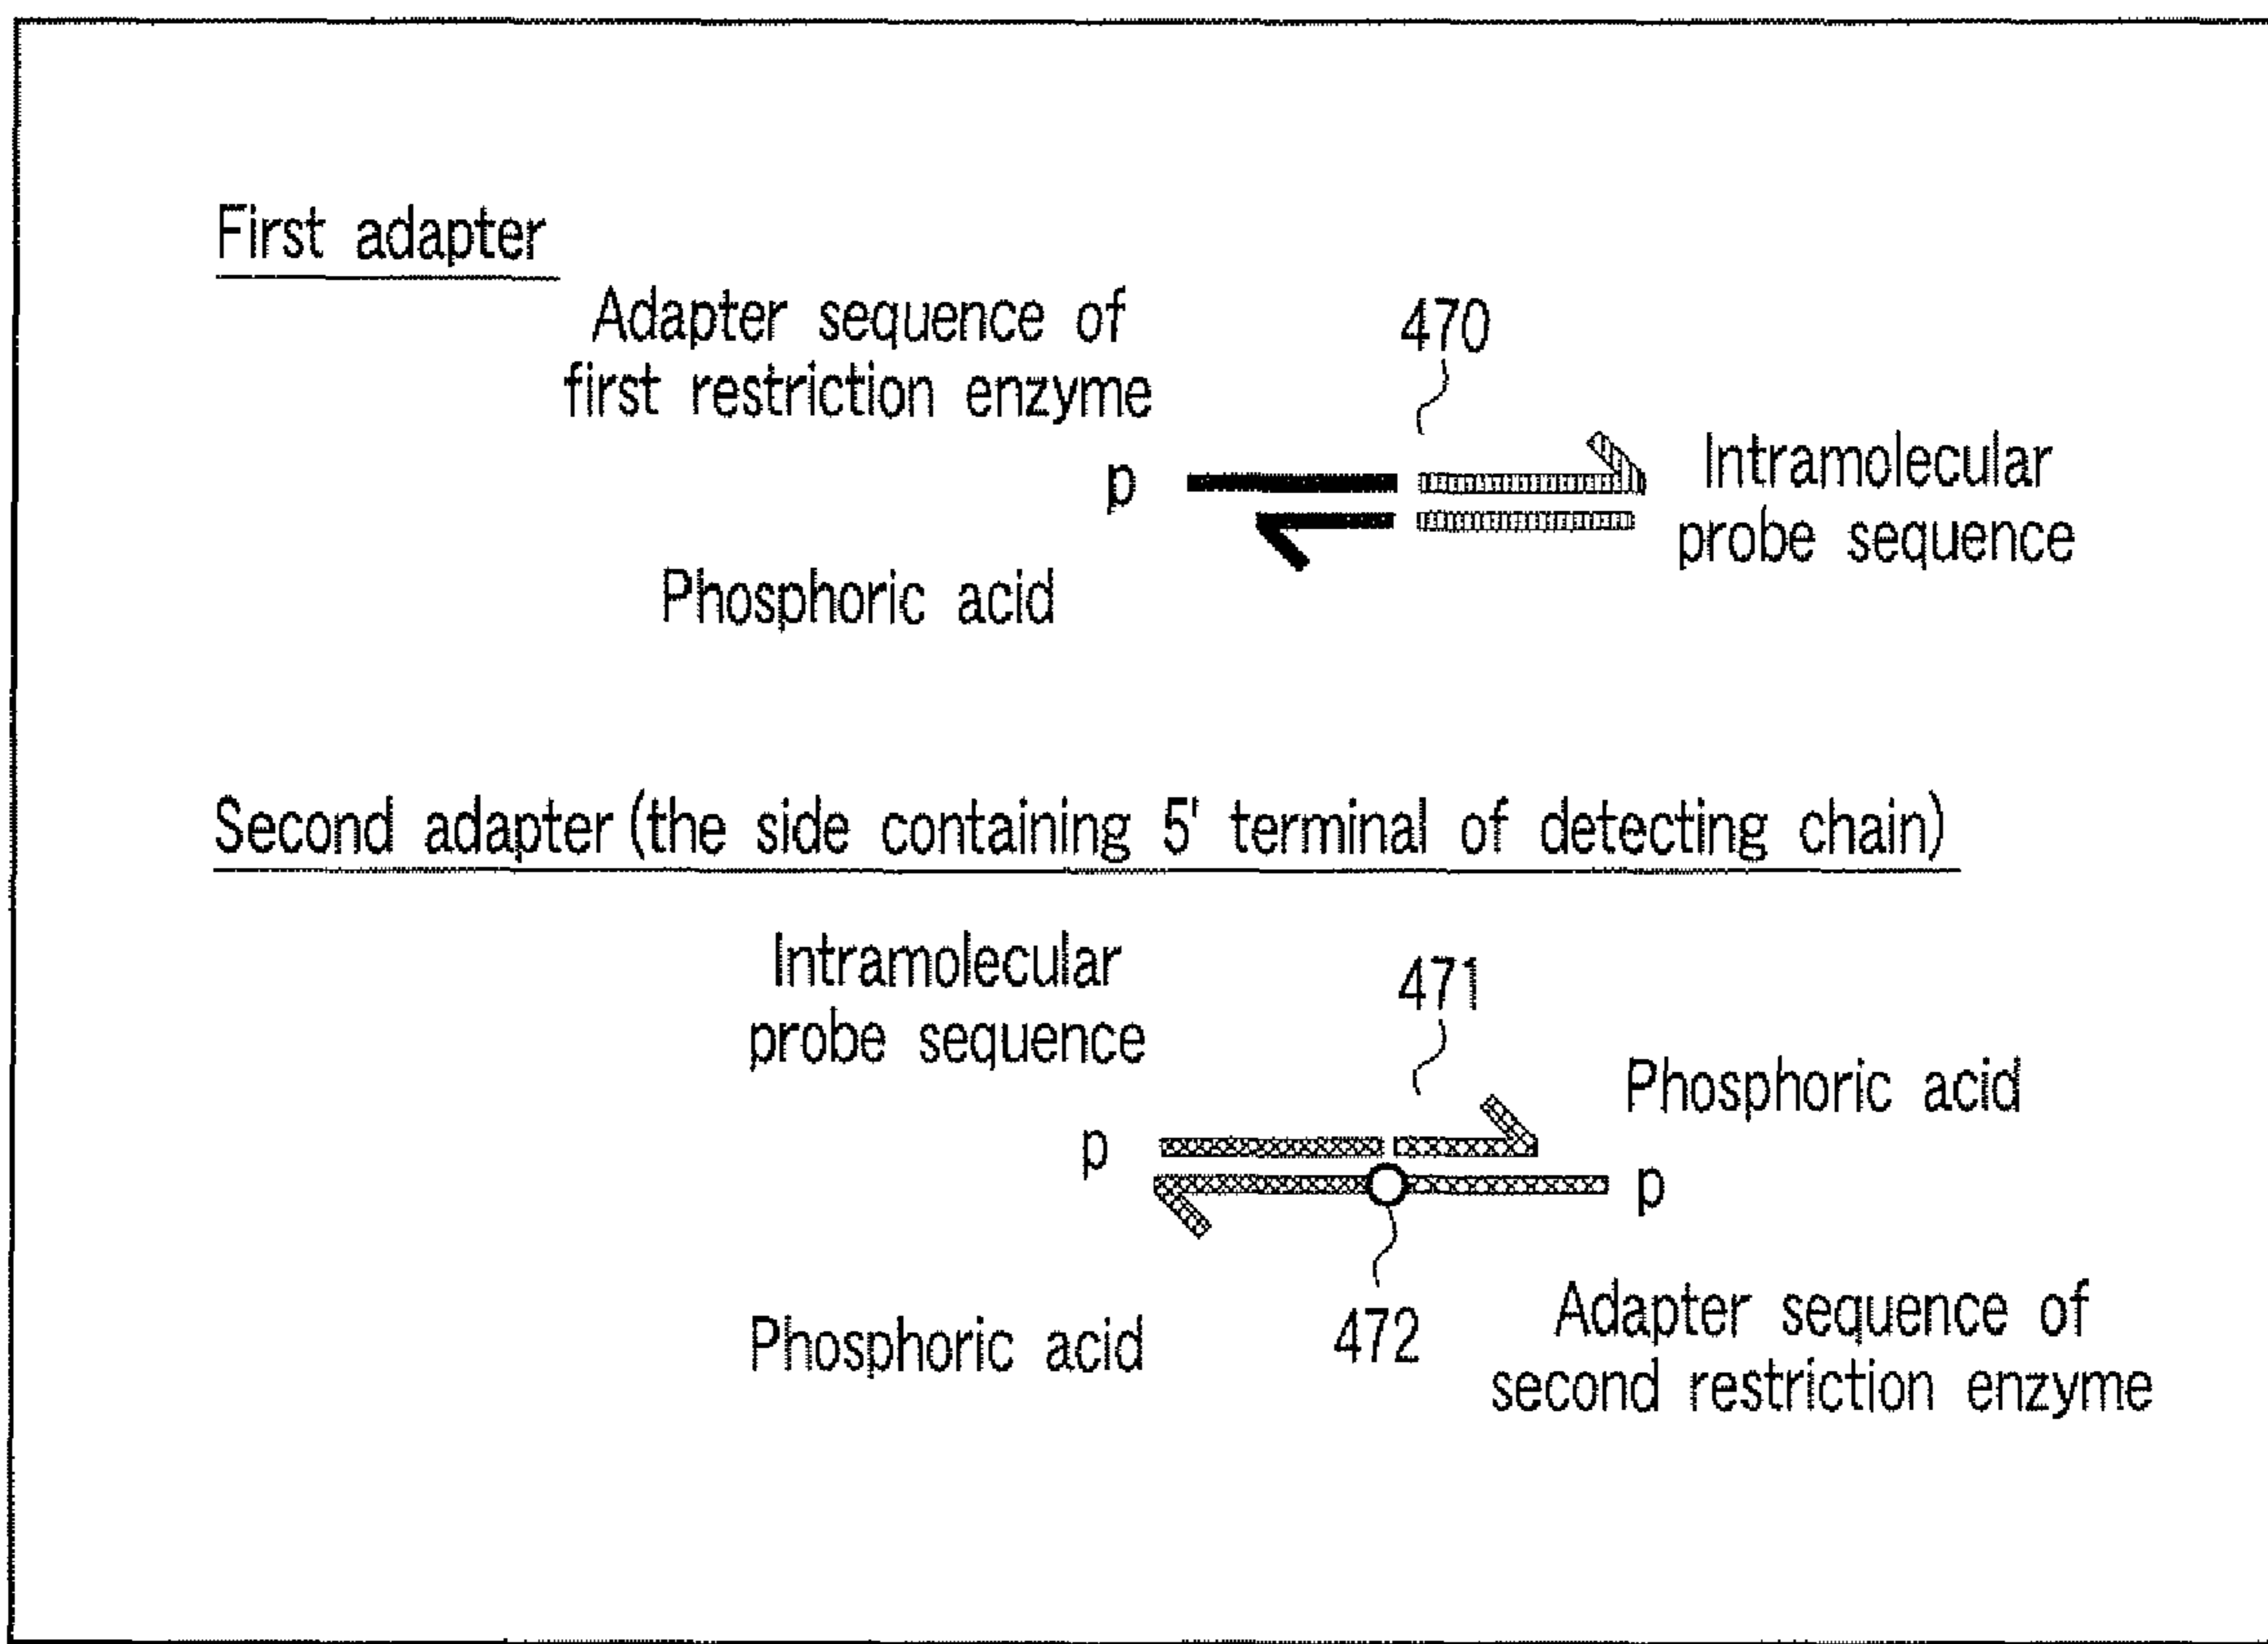 First adapter
Adapter sequence of
first restriction enzyme
470
p
Intramolecular
probe sequence
Phosphoric acid
Second adapter (the side containing 5' terminal of detecting chain)
Intramolecular
probe sequence
471
Phosphoric acid
p
p
Phosphoric acid
472
Adapter sequence of
second restriction enzyme